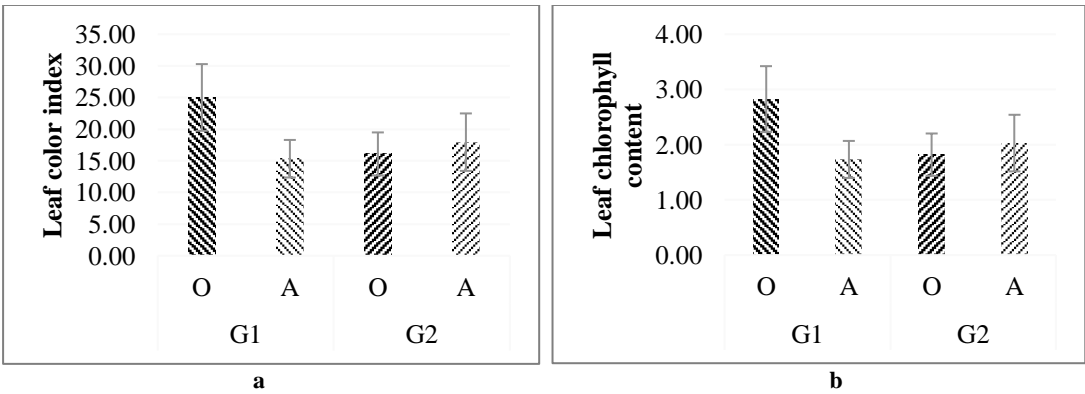 Leaf color index
35.00
30.00
25.00
20.00
15.00
10.00
5.00
0.00
O A O A
G1 G2
a
Leaf chlorophyll
content
4.00
3.00
2.00
1.00
0.00
O A O A
G1 G2
b